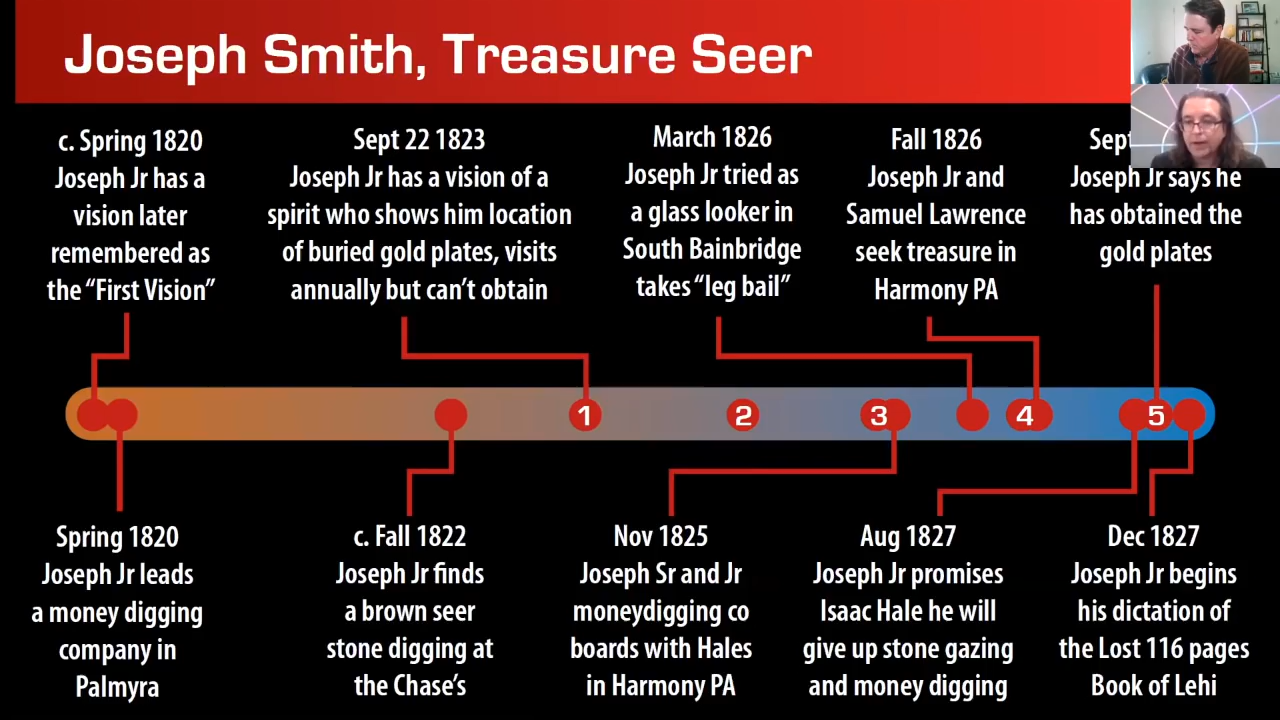 Joseph Smith, Treasure Seer
c. Spring 1820
Joseph Jr has a
vision later
remembered as
the “First Vision”
Sept 22 1823
Joseph Jr has a vision of a
spirit who shows him location
of buried gold plates, visits
annually but can’t obtain
March 1826
Joseph Jr tried as
a glass looker in
South Bainbridge
takes “leg bail”
Fall 1826
Joseph Jr and
Samuel Lawrence
seek treasure in
Harmony PA
Sept
Joseph Jr says he
has obtained the
gold plates
1 2 3 4 5
Spring 1820
Joseph Jr leads
a money digging
company in
Palmyra
c. Fall 1822
Joseph Jr finds
a brown seer
stone digging at
the Chase’s
Nov 1825
Joseph Sr and Jr
moneydigging co
boards with Hales
in Harmony PA
Aug 1827
Joseph Jr promises
Isaac Hale he will
give up stone gazing
and money digging
Dec 1827
Joseph Jr begins
his dictation of
the Lost 116 pages
Book of Lehi